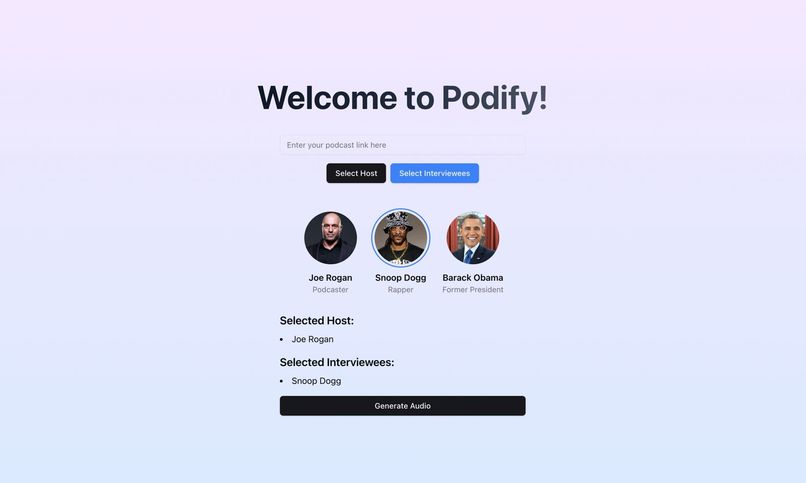 Welcome to Podify!
Enter your podcast link here
Select Host Select Interviewees
Joe Rogan Snoop Dogg Barack Obama
Podcaster Rapper Former President
Selected Host:
• Joe Rogan
Selected Interviewees:
• Snoop Dogg
Generate Audio